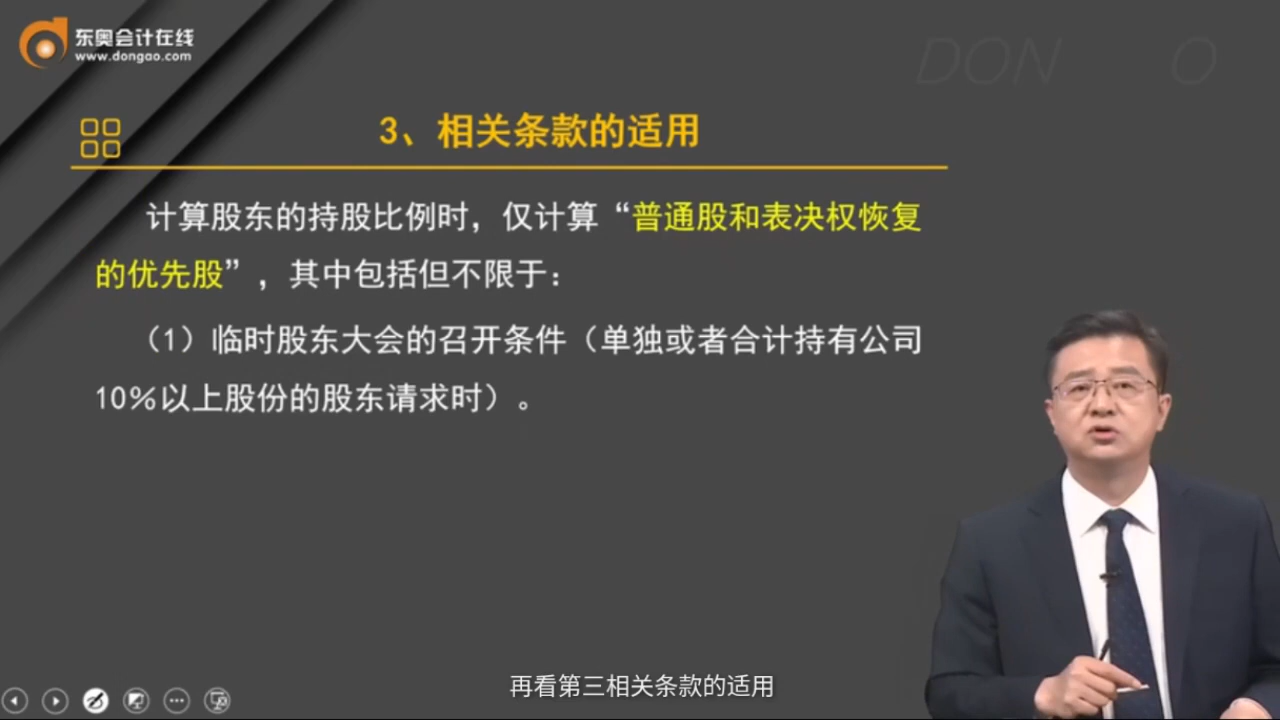 东奥会计在线
www.dongao.com
DON O
3、相关条款的适用
计算股东的持股比例时，仅计算“普通股和表决权恢复
的优先股”，其中包括但不限于：
（1）临时股东大会的召开条件（单独或者合计持有公司
10%以上股份的股东请求时）。
再看第三相关条款的适用